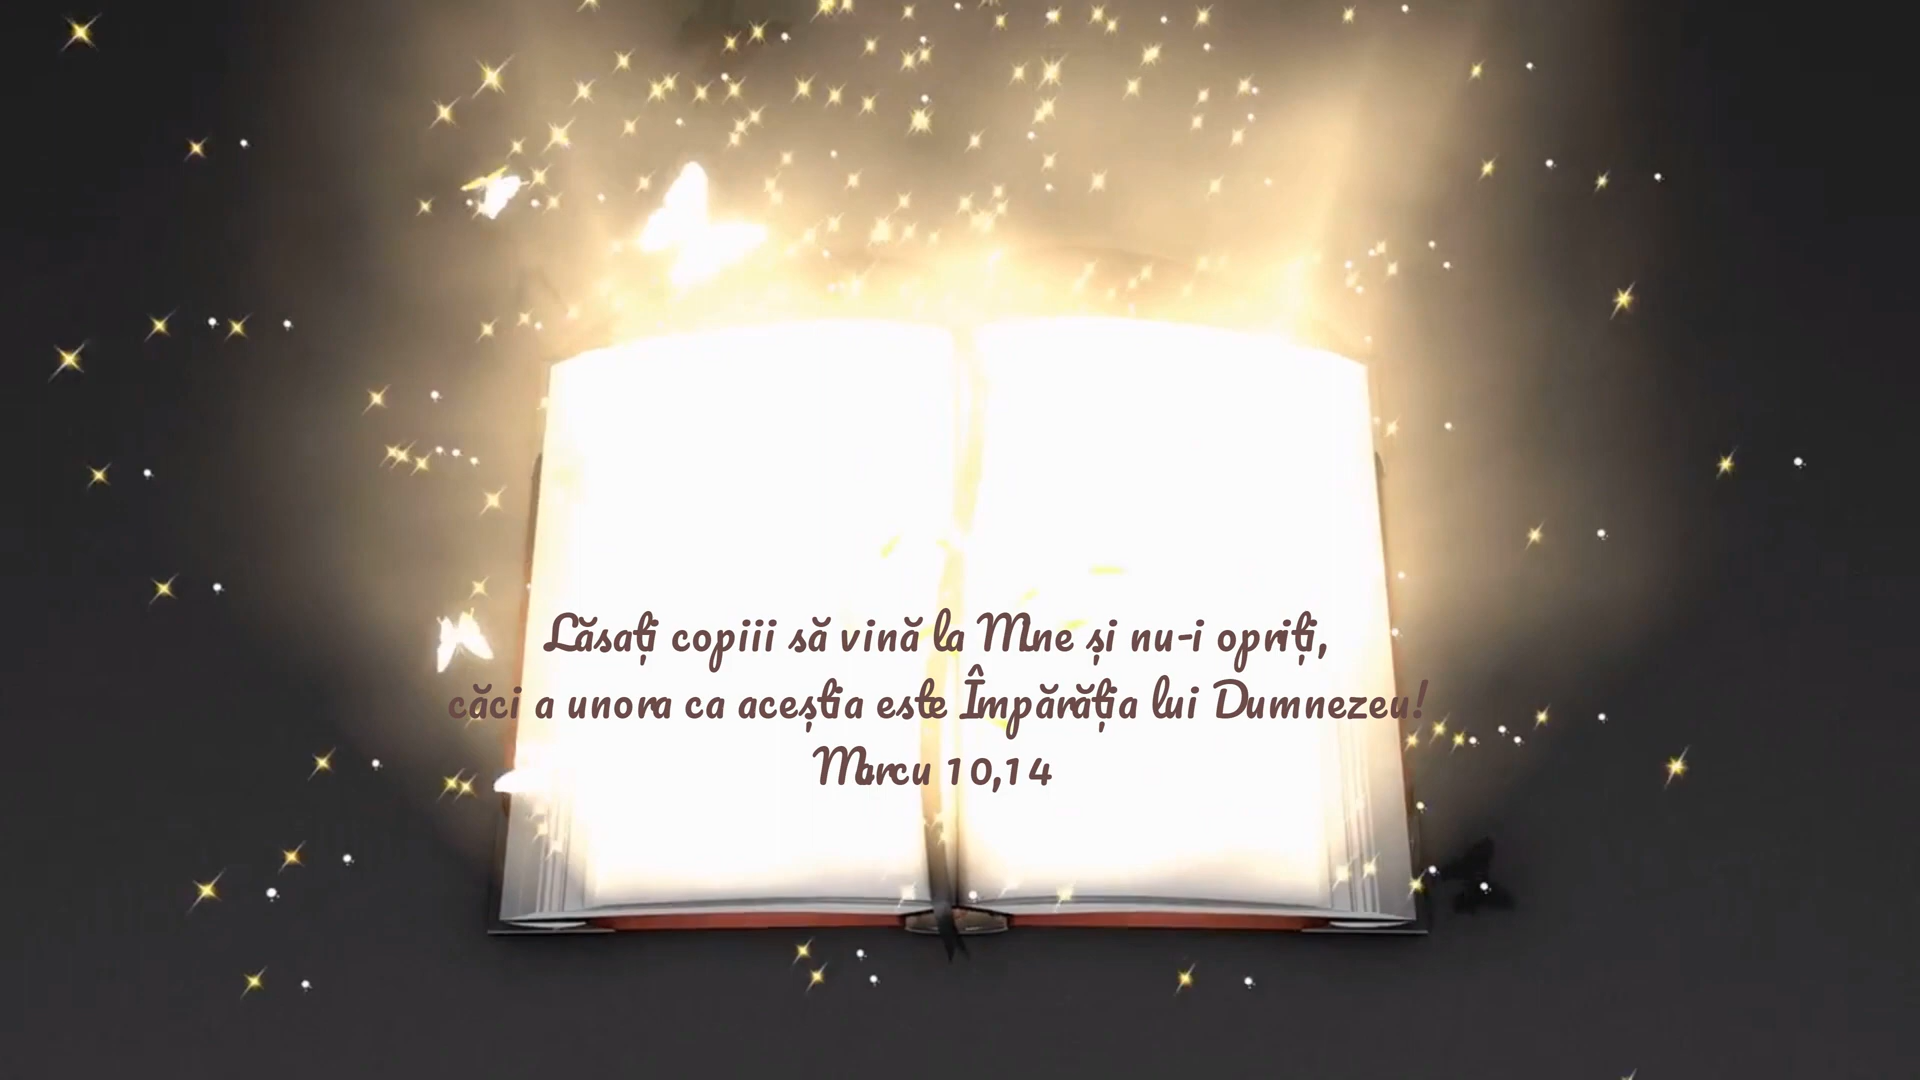 Lăsați copiii să vină la Mine și nu-i opriți,
căci a unora ca aceștia este Împărăția lui Dumnezeu!
Marcu 10,14